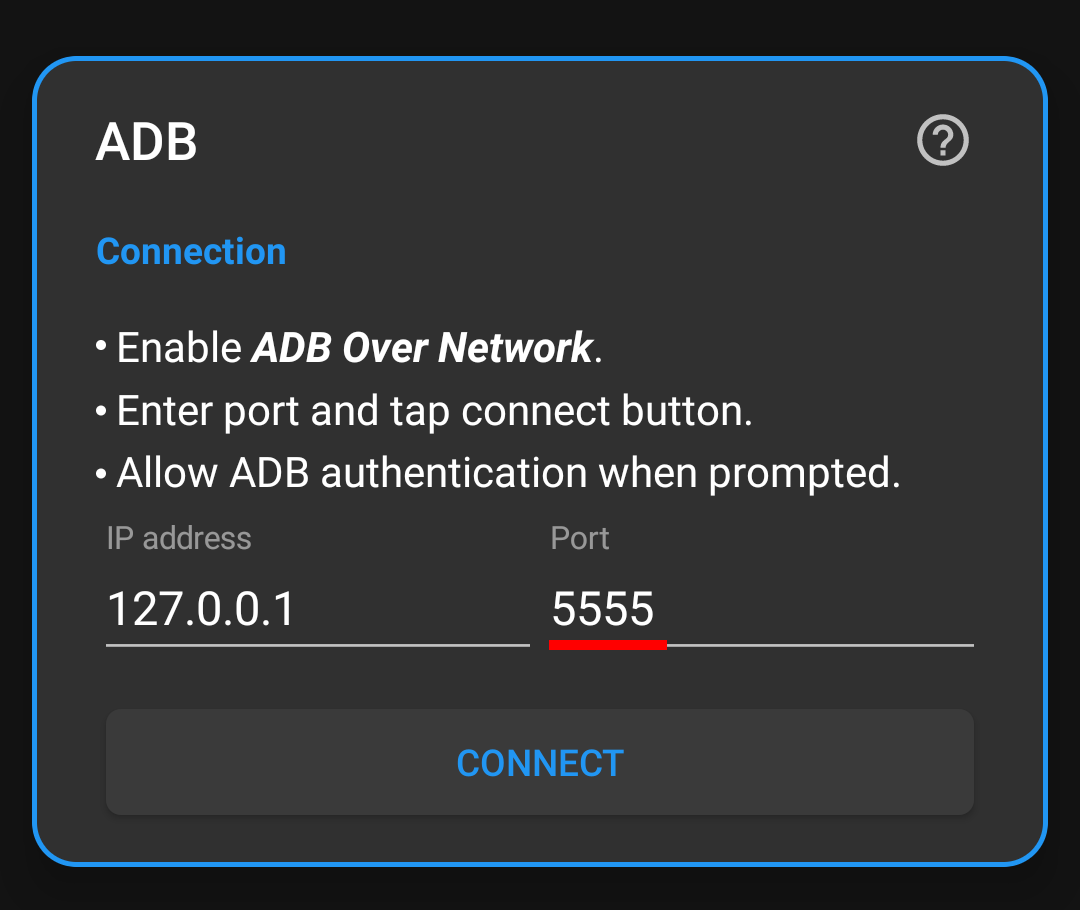 ADB
Connection
• Enable ADB Over Network.
• Enter port and tap connect button.
• Allow ADB authentication when prompted.
IP address Port
127.0.0.1 5555
CONNECT